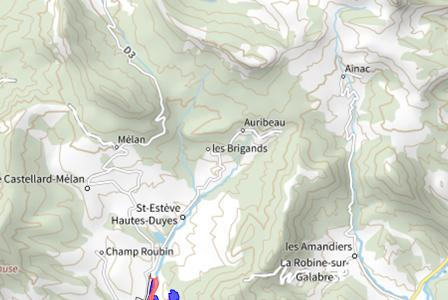 D3
Ainac
Auribeau
Mélan
les Brigands
Castellard-Mélan
St-Estève
Hautes-Duyes
les Amandiers
Champ Roubin
La Robine-sur-
Galabre